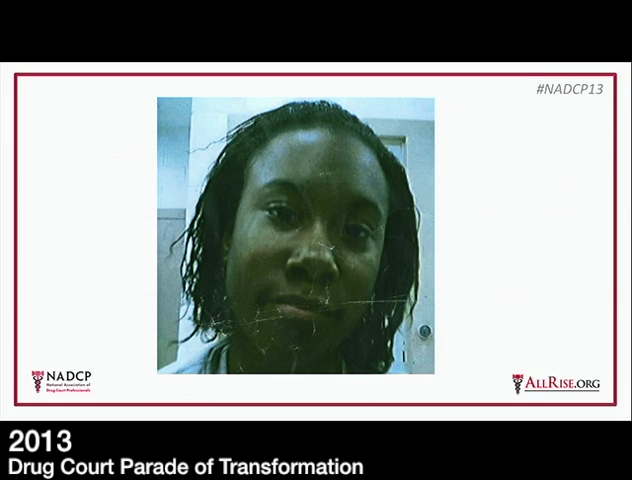 #NADCP13
NADCP
National Association of
Drug Court Professionals
ALLRISE.ORG
2013
Drug Court Parade of Transformation